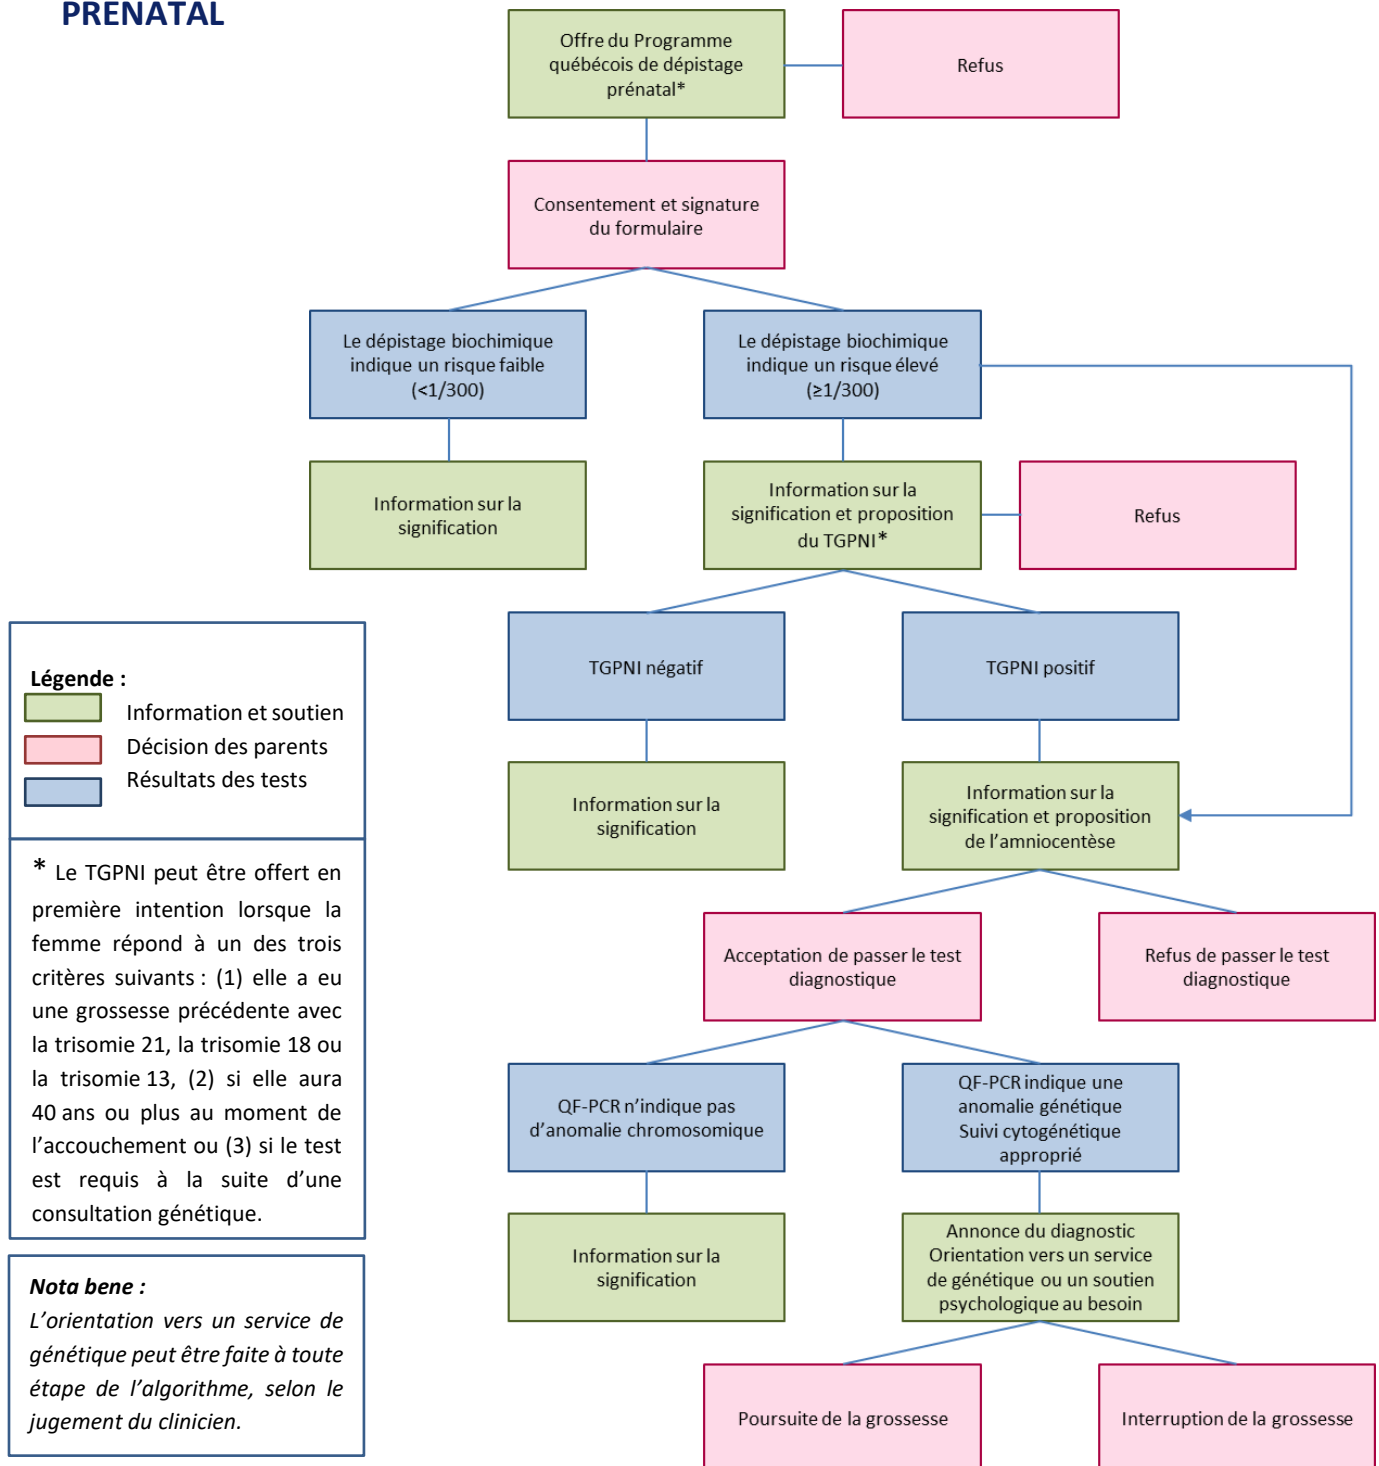 PRÉNATAL
Offre du Programme
québécois de dépistage
prénatal*
Refus
Consentement et signature
du formulaire
Le dépistage biochimique
indique un risque faible
(<1/300)
Le dépistage biochimique
indique un risque élevé
(≥1/300)
Information sur la
signification
Information sur la
signification et proposition
du TGPNI*
Refus
TGPNI négatif
TGPNI positif
Information sur la
signification
Information sur la
signification et proposition
de l’amniocentèse
Acceptation de passer le test
diagnostique
Refus de passer le test
diagnostique
QF-PCR n’indique pas
d’anomalie chromosomique
QF-PCR indique une
anomalie génétique
Suivi cytogénétique
approprié
Information sur la
signification
Annonce du diagnostic
Orientation vers un service
de génétique ou un soutien
psychologique au besoin
Poursuite de la grossesse
Interruption de la grossesse
Légende :
Information et soutien
Décision des parents
Résultats des tests
* Le TGPNI peut être offert en
première intention lorsque la
femme répond à un des trois
critères suivants : (1) elle a eu
une grossesse précédente avec
la trisomie 21, la trisomie 18 ou
la trisomie 13, (2) si elle aura
40 ans ou plus au moment de
l’accouchement ou (3) si le test
est requis à la suite d’une
consultation génétique.
Nota bene :
L’orientation vers un service de
génétique peut être faite à toute
étape de l’algorithme, selon le
jugement du clinicien.